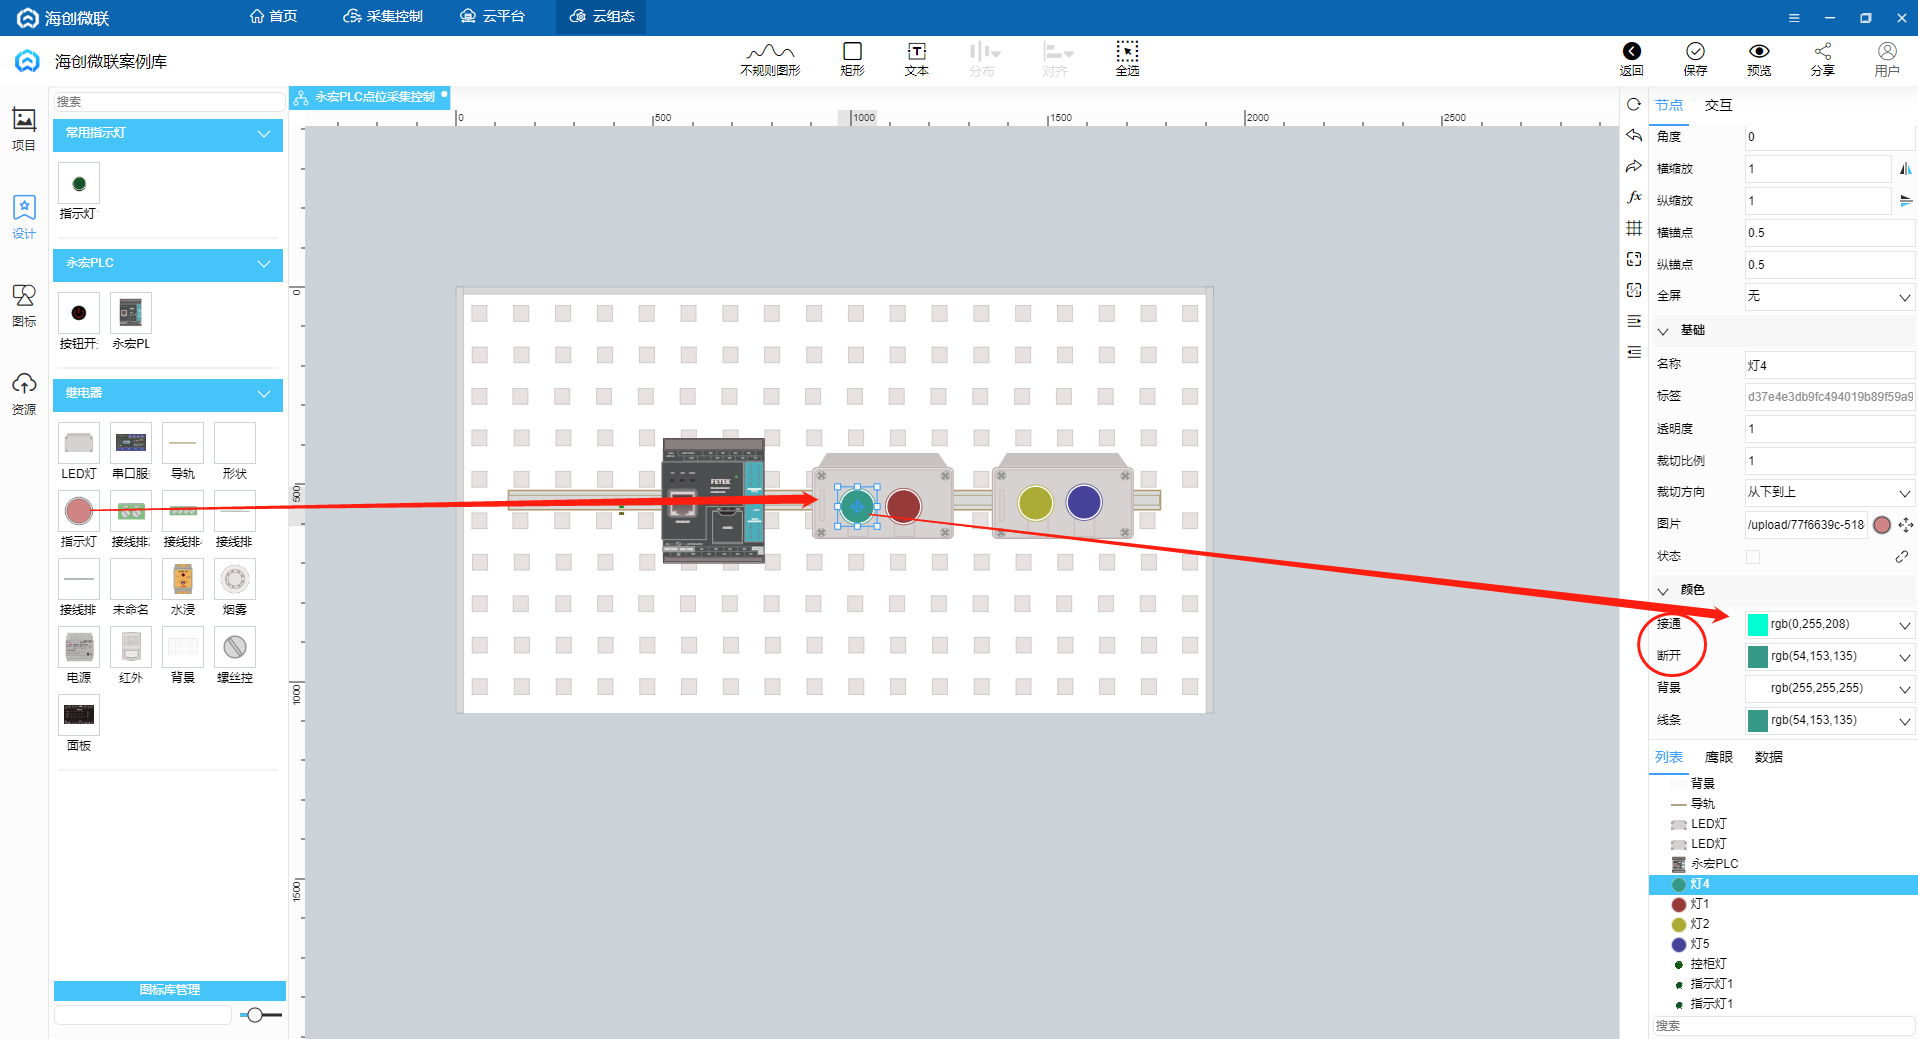 海创微联
首页
采集控制
云平台
云组态
海创微联案例库
不规则图形
矩形
文本
分布
对齐
全选
返回
保存
预览
分享
用户
项目
设计
图标
资源
搜索
常用指示灯
指示灯
永宏PLC
按钮开
永宏PL
继电器
LED灯
串口服
导轨
形状
指示灯
接线排
接线排
接线排
接线排
未命名
水浸
烟雾
电源
红外
背景
螺丝控
面板
图标库管理
永宏PLC点位采集控制
0
500
1000
1500
2000
2500
0
500
1000
1500
FETEK
节点
交互
角度
0
横缩放
1
纵缩放
1
横锚点
0.5
纵锚点
0.5
全屏
无
基础
名称
灯4
标签
d37e4e3db9fc494019b89f59a9
透明度
1
裁切比例
1
裁切方向
从下到上
图片
/upload/77f6639c-518
状态
颜色
接通
rgb(0,255,208)
断开
rgb(54,153,135)
背景
rgb(255,255,255)
线条
rgb(54,153,135)
列表
鹰眼
数据
背景
导轨
LED灯
LED灯
永宏PLC
灯4
灯1
灯2
灯5
控柜灯
指示灯1
指示灯1
搜索